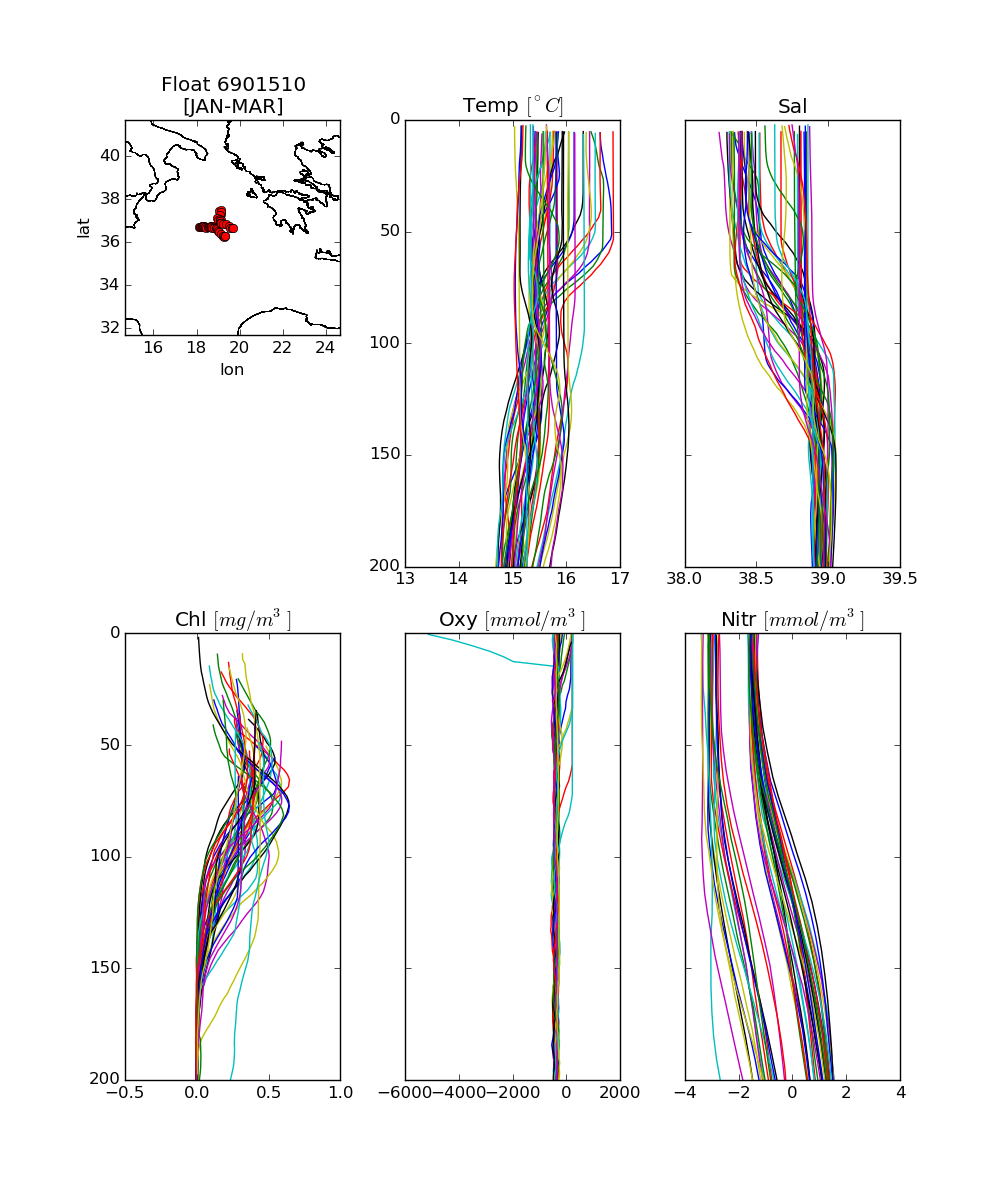 Float 6901510
[JAN-MAR]
40
38
36
34
32
lat
16 18 20 22 24
lon
Temp [°C]
0
50
100
150
200
13 14 15 16 17
Sal
38.0 38.5 39.0 39.5
Chl [mg/m³]
0
50
100
150
200
−0.5 0.0 0.5 1.0
Oxy [mmol/m³]
−6000 −4000 −2000 0 2000
Nitr [mmol/m³]
−4 −2 0 2 4